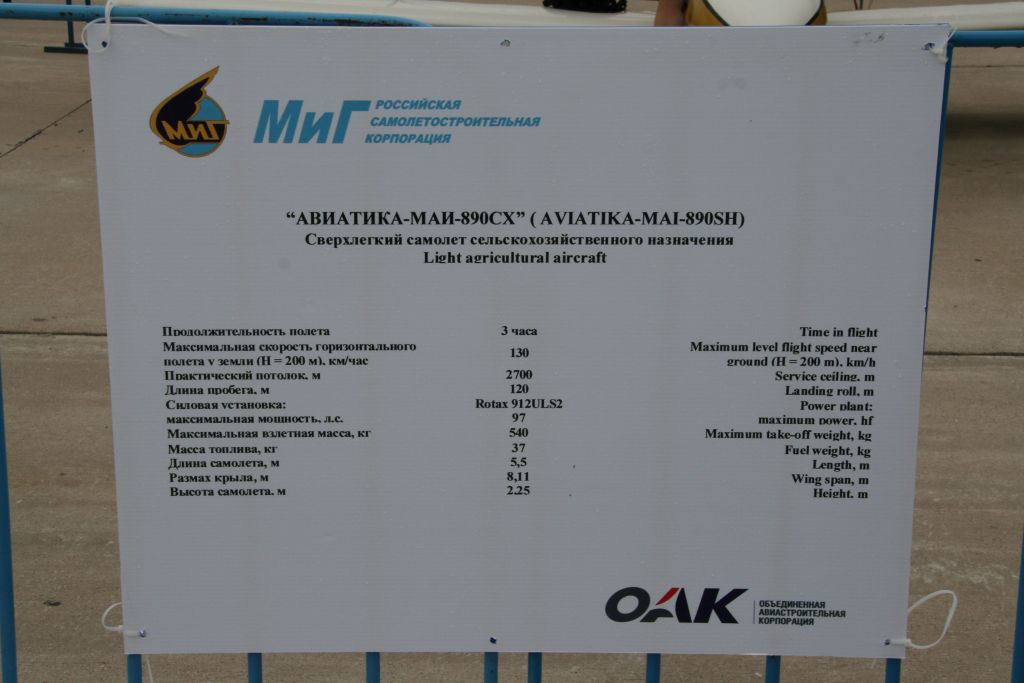 МиГ
МиГ РОССИЙСКАЯ
САМОЛЕТОСТРОИТЕЛЬНАЯ
КОРПОРАЦИЯ
“АВИАТИКА-МАИ-890СХ” ( AVIATIKA-MAI-890SH)
Сверхлегкий самолет сельскохозяйственного назначения
Light agricultural aircraft
Продолжительность полета 3 часа Time in flight
Максимальная скорость горизонтального полета у земли (Н = 200 м), км/час 130 Maximum level flight speed near ground (H = 200 m), km/h
Практический потолок, м 2700 Service ceiling, m
Длина пробега, м 120 Landing roll, m
Силовая установка: Rotax 912ULS2 Power plant:
максимальная мощность, л.с. 97 maximum power, hf
Максимальная взлетная масса, кг 540 Maximum take-off weight, kg
Масса топлива, кг 37 Fuel weight, kg
Длина самолета, м 5,5 Length, m
Размах крыла, м 8,11 Wing span, m
Высота самолета, м 2,25 Height, m
ОАК ОБЪЕДИНЕННАЯ
АВИАСТРОИТЕЛЬНАЯ
КОРПОРАЦИЯ